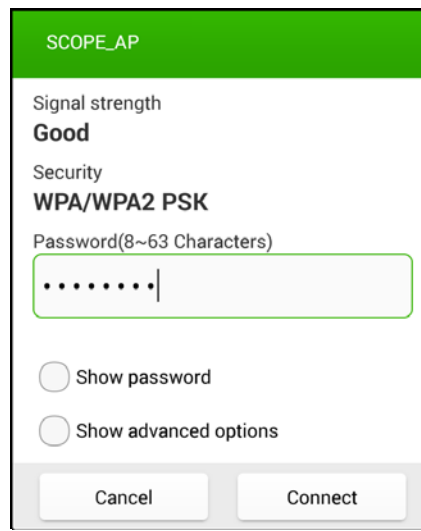 SCOPE_AP
Signal strength
Good
Security
WPA/WPA2 PSK
Password(8~63 Characters)
••••••••
Show password
Show advanced options
Cancel
Connect